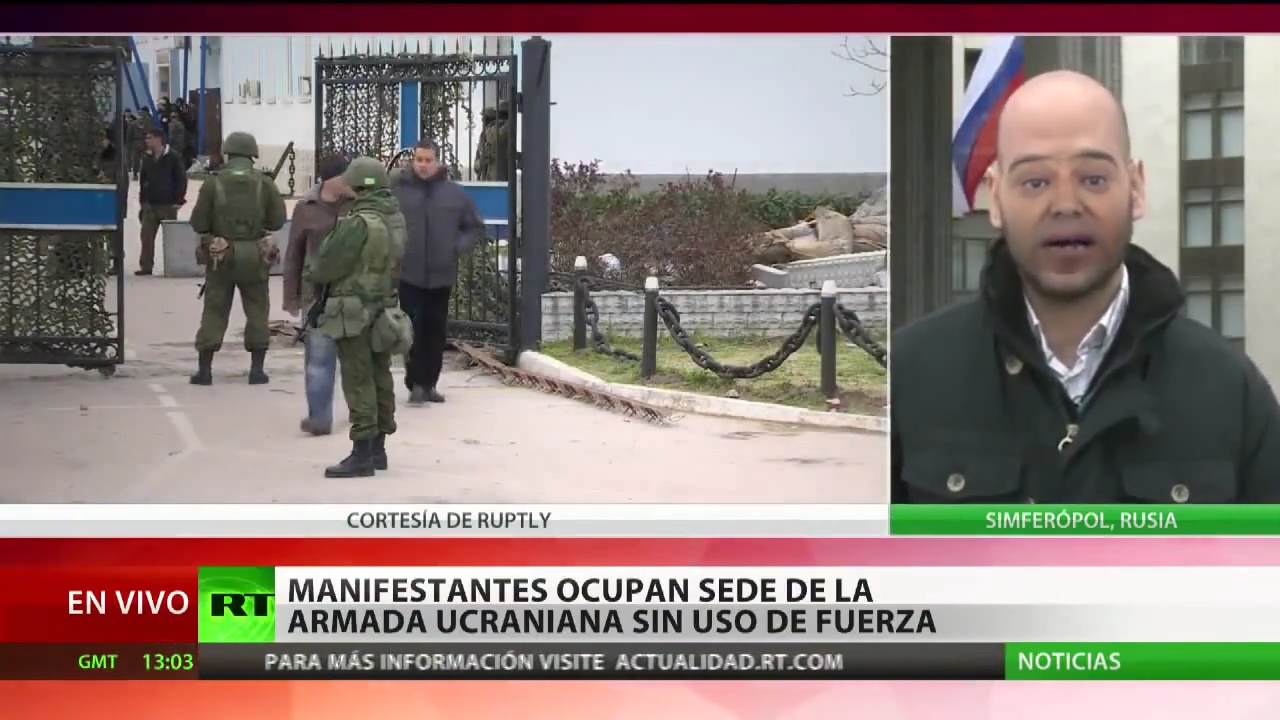 CORTESÍA DE RUPTLY
SIMFERÓPOL, RUSIA
EN VIVO
RT
MANIFESTANTES OCUPAN SEDE DE LA
ARMADA UCRANIANA SIN USO DE FUERZA
GMT 13:03
PARA MÁS INFORMACIÓN VISITE ACTUALIDAD.RT.COM
NOTICIAS